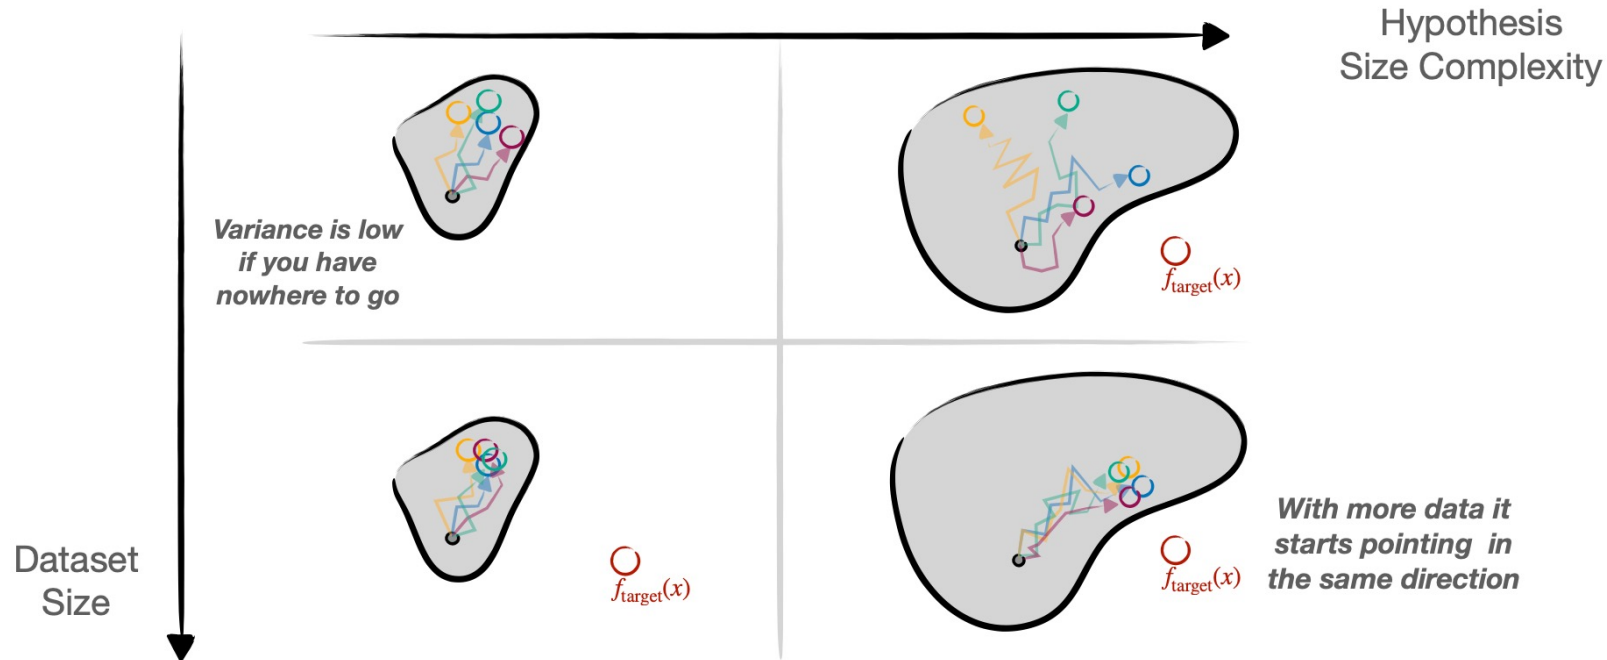 Hypothesis
Size Complexity
Variance is low
if you have
nowhere to go
f_target(x)
Dataset
Size
f_target(x)
f_target(x)
With more data it
starts pointing in
the same direction